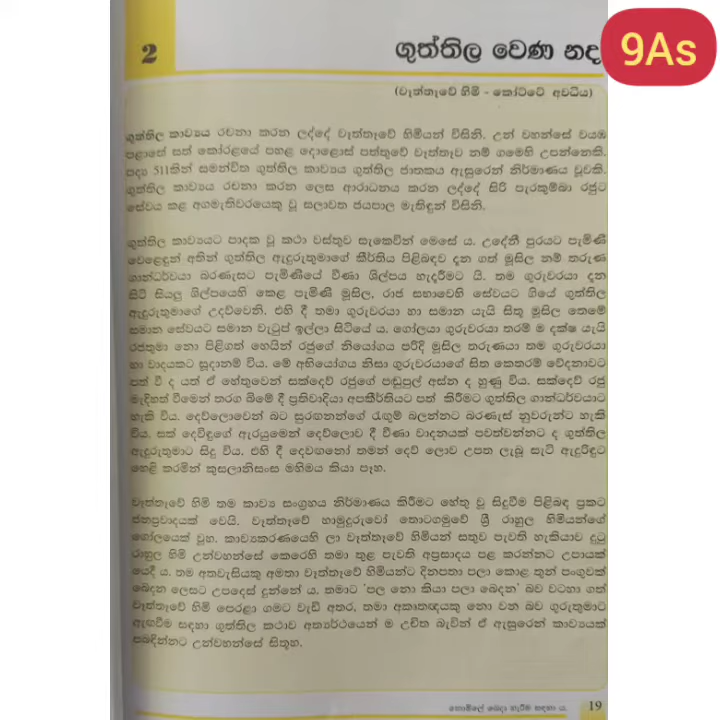 2
ගුත්තිල වෙණ නද
9As
(වෑත්තෑවේ හිමි - කෝට්ටේ අවධිය)
ගුත්තිල කාව්‍යය රචනා කරන ලද්දේ වෑත්තෑවේ හිමියන් විසිනි. උන් වහන්සේ වයඹ
පළාතේ සත් කෝරළයේ පහළ දොළොස් පත්තුවේ වෑත්තෑව නම් ගමෙහි උපන්නෙකි.
පද්‍ය 511කින් සමන්විත ගුත්තිල කාව්‍යය ගුත්තිල ජාතකය ඇසුරෙන් නිර්මාණය වූවකි.
ගුත්තිල කාව්‍යය රචනා කරන ලෙස ආරාධනය කරන ලද්දේ සිරි පැරකුම්බා රජුට
සේවය කළ අගමැතිවරයෙකු වූ සලාවත ජයපාල මැතිඳුන් විසිනි.
ගුත්තිල කාව්‍යයට පාදක වූ කථා වස්තුව සැකෙවින් මෙසේ ය. උදේනි පුරයට පැමිණි
වෙළෙඳුන් අතින් ගුත්තිල ඇදුරුතුමාගේ කීර්තිය පිළිබඳව දැන ගත් මූසිල නම් තරුණ
ගාන්ධර්වයා බරණැසට පැමිණියේ වීණා ශිල්පය හැදෑරීමට යි. තම ගුරුවරයා දැන
සිටි සියලු ශිල්පයෙහි කෙළ පැමිණි මූසිල, රාජ සභාවෙහි සේවයට ගියේ ගුත්තිල
ඇදුරුතුමාගේ උදව්වෙනි. එහි දී තමා ගුරුවරයා හා සමාන යැයි සිතූ මූසිල තෙමේ
සමාන සේවයට සමාන වැටුප් ඉල්ලා සිටියේ ය. ගෝලයා ගුරුවරයා තරම් ම දක්ෂ යැයි
රජතුමා නො පිළිගත් හෙයින් රජුගේ නියෝගය පරිදි මූසිල තරුණයා තම ගුරුවරයා
හා වාදයකට සූදානම් විය. මේ අභියෝගය නිසා ගුරුවරයාගේ සිත කෙතරම් වේදනාවට
පත් වී ද යත් ඒ හේතුවෙන් සක්දෙව් රජුගේ පඬුපුල් අස්න ද හුණු විය. සක්දෙව් රජු
මැදිහත් වීමෙන් තරග බිමේ දී ප්‍රතිවාදියා අපකීර්තියට පත් කිරීමට ගුත්තිල ගාන්ධර්වයාට
හැකි විය. දෙව්ලොවෙන් බට සුරඟනන්ගේ රැඟුම් බලන්නට බරණැස් නුවරුන්ට හැකි
විය. සක් දෙවිඳුගේ ඇරයුමෙන් දෙව්ලොව දී වීණා වාදනයක් පවත්වන්නට ද ගුත්තිල
ඇදුරුතුමාට සිදු විය. එහි දී දෙවඟනෝ තමන් දෙව් ලොව උපත ලැබූ සැටි ඇදුරිඳුට
හෙළි කරමින් කුසලානිසංස මහිමය කියා පෑහ.
වෑත්තෑවේ හිමි තම කාව්‍ය සංග්‍රහය නිර්මාණය කිරීමට හේතු වූ සිදුවීම පිළිබඳ ප්‍රකට
ජනප්‍රවාදයක් වෙයි. වෑත්තෑවේ හාමුදුරුවෝ තොටගමුවේ ශ්‍රී රාහුල හිමියන්ගේ
ගෝලයෙක් වූහ. කාව්‍යකරණයෙහි ලා වෑත්තෑවේ හිමියන් සතුව පැවති හැකියාව දුටු
රාහුල හිමි උන්වහන්සේ කෙරෙහි තමා තුළ පැවති අප්‍රසාදය පළ කරන්නට උපායක්
යෙදී ය. තම අතවැසියකු අමතා වෑත්තෑවේ හිමියන්ට දිනපතා පලා කොළ තුන් පංගුවක්
බෙදන ලෙසට උපදෙස් දුන්නේ ය. තමාට 'පල නො කියා පලා බෙදන' බව වටහා ගත්
වෑත්තෑවේ හිමි පෙරළා ගමට වැඩි අතර, තමා අකෘතඥයකු නො වන බව ගුරුතුමාට
ඇඟවීම සඳහා ගුත්තිල කථාව අත්‍යර්ථයෙන් ම උචිත බැවින් ඒ ඇසුරෙන් කාව්‍යයක්
පබඳින්නට උන්වහන්සේ සිතූහ.
නොමිලේ බෙදා හැරීම සඳහා ය.
19